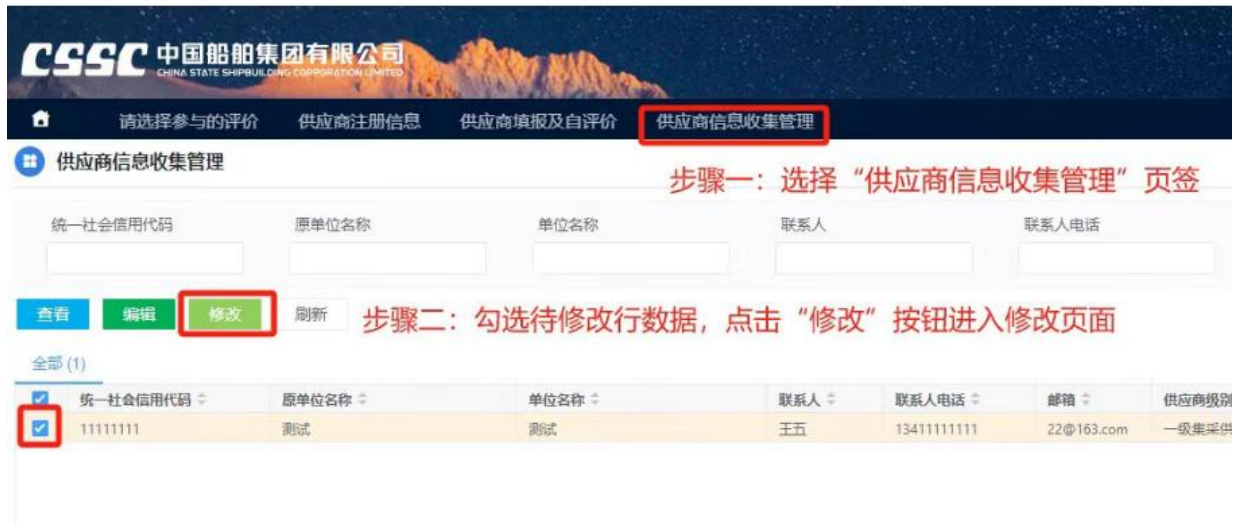 CSSC 中国船舶集团有限公司
CHINA STATE SHIPBUILDING CORPORATION LIMITED
请选择参与的评价 供应商注册信息 供应商填报及自评价 供应商信息收集管理
供应商信息收集管理
步骤一：选择“供应商信息收集管理”页签
统一社会信用代码 原单位名称 单位名称 联系人 联系人电话
查看 编辑 修改 刷新 步骤二：勾选待修改行数据，点击“修改”按钮进入修改页面
全部 (1)
统一社会信用代码 原单位名称 单位名称 联系人 联系人电话 邮箱 供应商级别
11111111 测试 测试 王五 13411111111 22@163.com 一级集采供